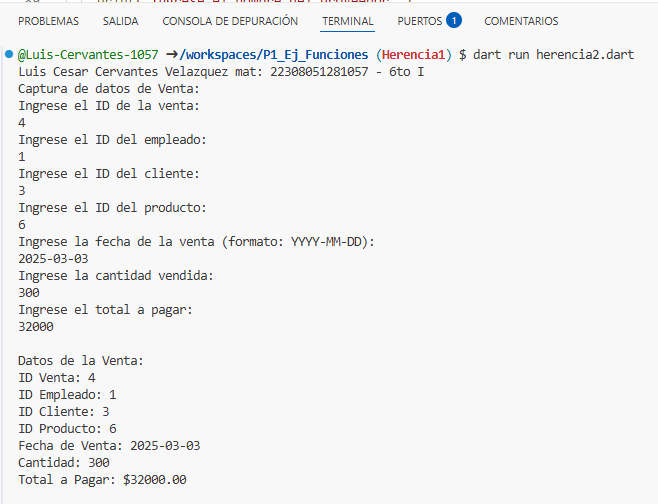 PROBLEMAS SALIDA CONSOLA DE DEPURACIÓN TERMINAL PUERTOS 1 COMENTARIOS
@Luis-Cervantes-1057 →/workspaces/P1_Ej_Funciones (Herencia1) $ dart run herencia2.dart
Luis Cesar Cervantes Velazquez mat: 22308051281057 - 6to I
Captura de datos de Venta:
Ingrese el ID de la venta:
4
Ingrese el ID del empleado:
1
Ingrese el ID del cliente:
3
Ingrese el ID del producto:
6
Ingrese la fecha de la venta (formato: YYYY-MM-DD):
2025-03-03
Ingrese la cantidad vendida:
300
Ingrese el total a pagar:
32000
Datos de la Venta:
ID Venta: 4
ID Empleado: 1
ID Cliente: 3
ID Producto: 6
Fecha de Venta: 2025-03-03
Cantidad: 300
Total a Pagar: $32000.00